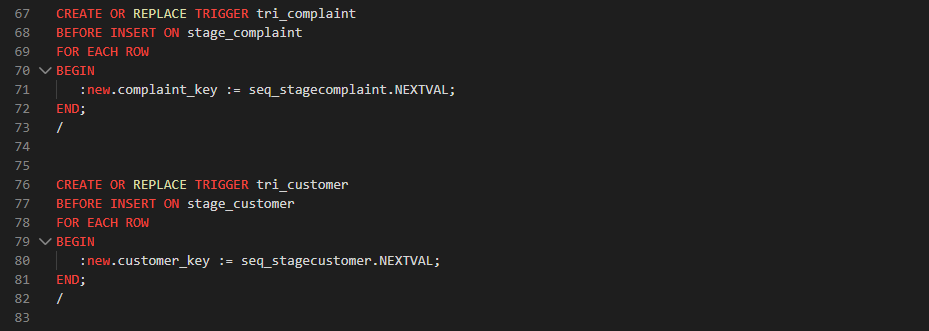 67 CREATE OR REPLACE TRIGGER tri_complaint
68 BEFORE INSERT ON stage_complaint
69 FOR EACH ROW
70 BEGIN
71 :new.complaint_key := seq_stagecomplaint.NEXTVAL;
72 END;
73 /
74
75
76 CREATE OR REPLACE TRIGGER tri_customer
77 BEFORE INSERT ON stage_customer
78 FOR EACH ROW
79 BEGIN
80 :new.customer_key := seq_stagecustomer.NEXTVAL;
81 END;
82 /
83